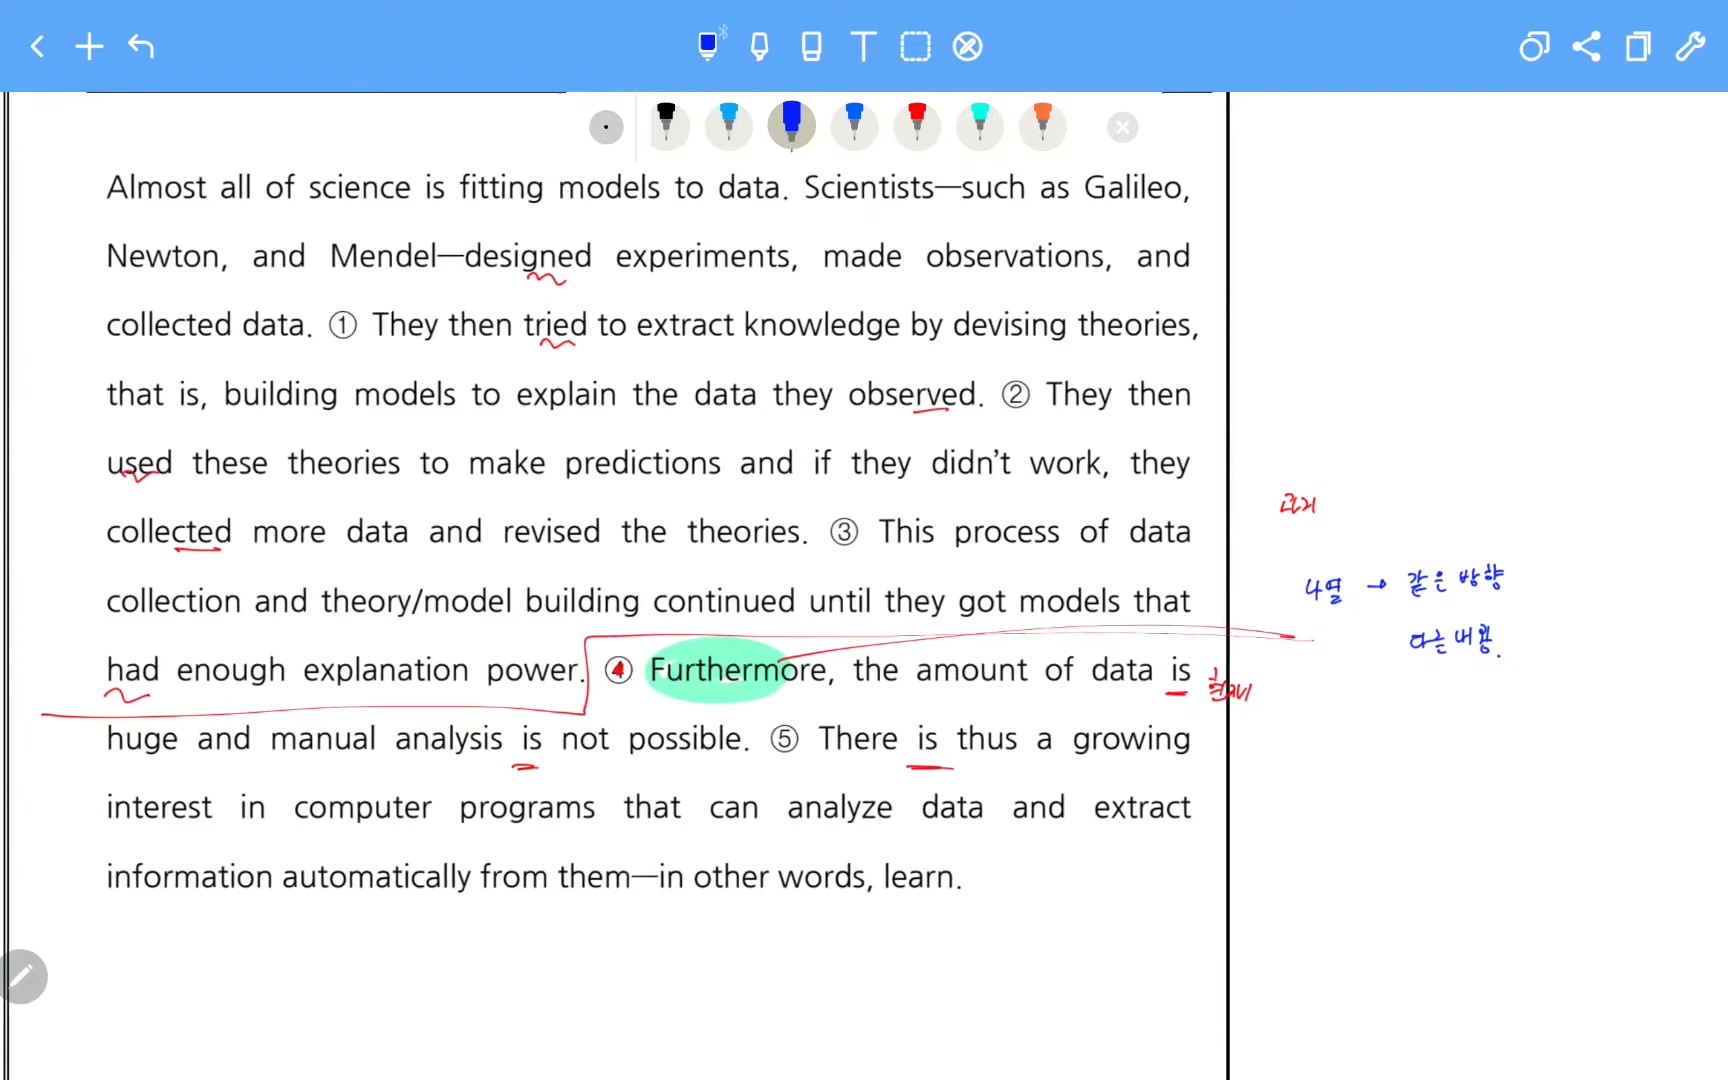 Almost all of science is fitting models to data. Scientists—such as Galileo,
Newton, and Mendel—designed experiments, made observations, and
collected data. ① They then tried to extract knowledge by devising theories,
that is, building models to explain the data they observed. ② They then
used these theories to make predictions and if they didn't work, they
collected more data and revised the theories. ③ This process of data
collection and theory/model building continued until they got models that
had enough explanation power. ④ Furthermore, the amount of data is
huge and manual analysis is not possible. ⑤ There is thus a growing
interest in computer programs that can analyze data and extract
information automatically from them—in other words, learn.
과거
나열 → 같은 방향
다른 내용.
현재